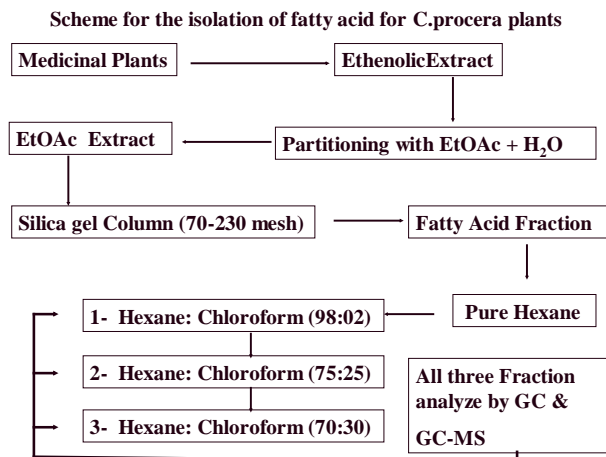 Scheme for the isolation of fatty acid for C.procera plants
Medicinal Plants
EthenolicExtract
EtOAc Extract
Partitioning with EtOAc + H₂O
Silica gel Column (70-230 mesh)
Fatty Acid Fraction
Pure Hexane
1- Hexane: Chloroform (98:02)
2- Hexane: Chloroform (75:25)
3- Hexane: Chloroform (70:30)
All three Fraction
analyze by GC &
GC-MS